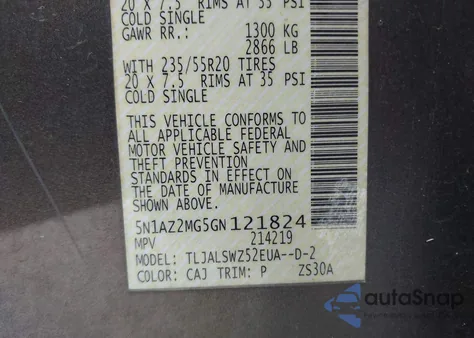 20 X 7.5 RIMS AT 35 PSI
COLD SINGLE
GAWR RR.: 1300 KG
2866 LB
WITH 235/55R20 TIRES
20 X 7.5 RIMS AT 35 PSI
COLD SINGLE
THIS VEHICLE CONFORMS TO
ALL APPLICABLE FEDERAL
MOTOR VEHICLE SAFETY AND
THEFT PREVENTION
STANDARDS IN EFFECT ON
THE DATE OF MANUFACTURE
SHOWN ABOVE.
5N1AZ2MG5GN121824
MPV 214219
MODEL: TLJALSWZ52EUA--D-2
COLOR: CAJ TRIM: P ZS30A
autoSnap